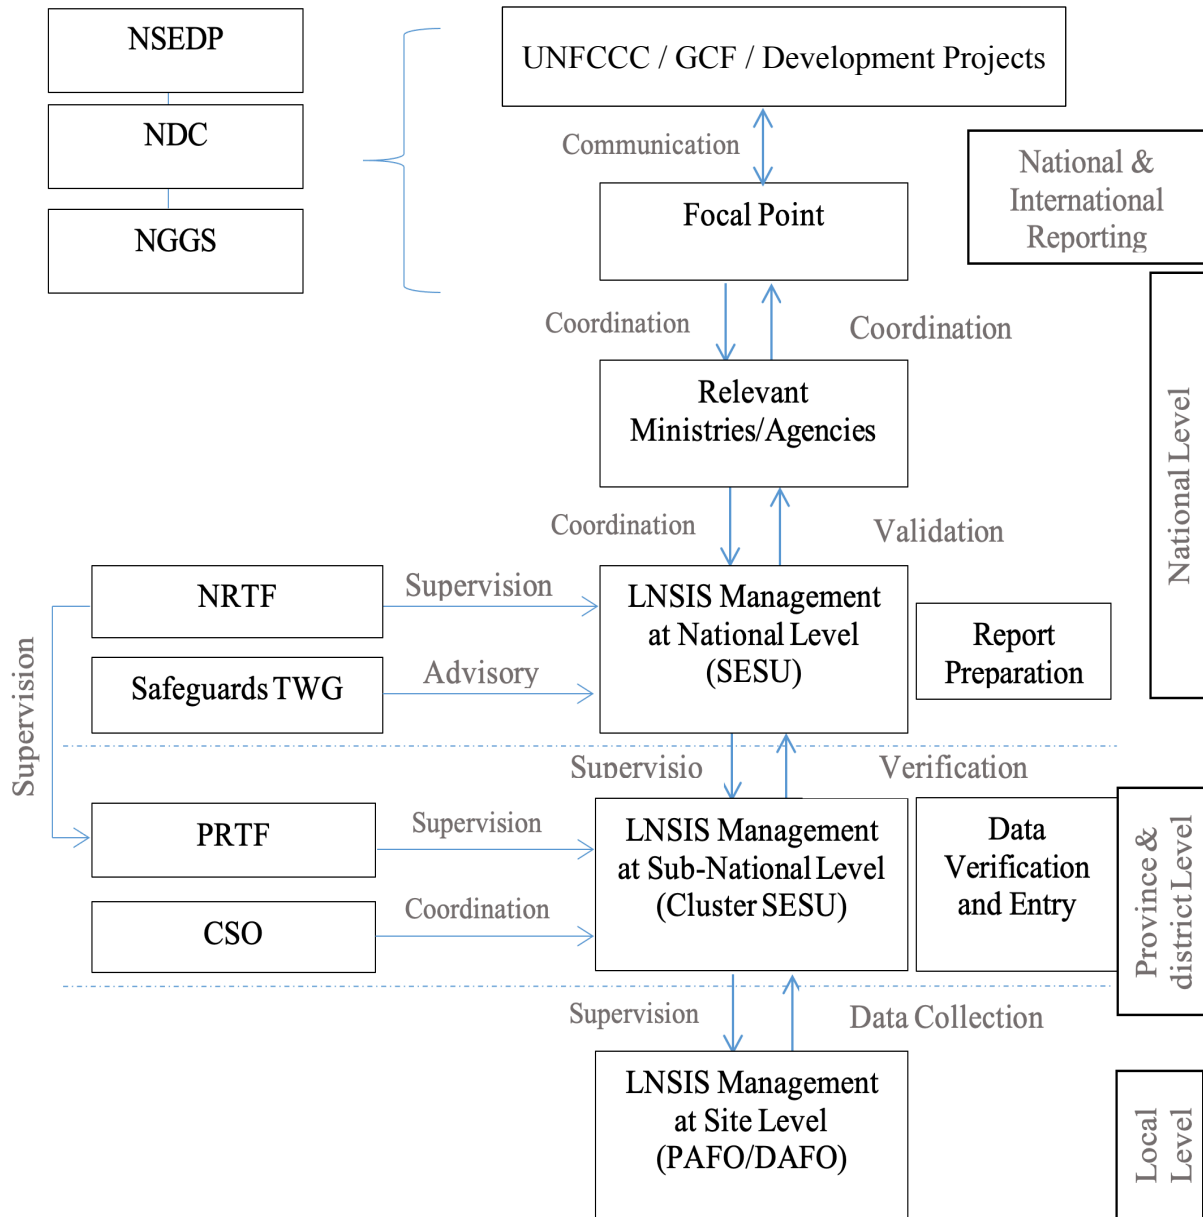 NSEDP
NDC
NGGS
UNFCCC / GCF / Development Projects
Communication
National &
International
Reporting
Focal Point
Coordination
Coordination
Relevant
Ministries/Agencies
National Level
Coordination
Validation
NRTF
Supervision
LNSIS Management
at National Level
(SESU)
Report
Preparation
Safeguards TWG
Advisory
Supervision
Supervisio
Verification
PRTF
Supervision
LNSIS Management
at Sub-National Level
(Cluster SESU)
Data
Verification
and Entry
Province &
district Level
CSO
Coordination
Supervision
Data Collection
LNSIS Management
at Site Level
(PAFO/DAFO)
Local
Level